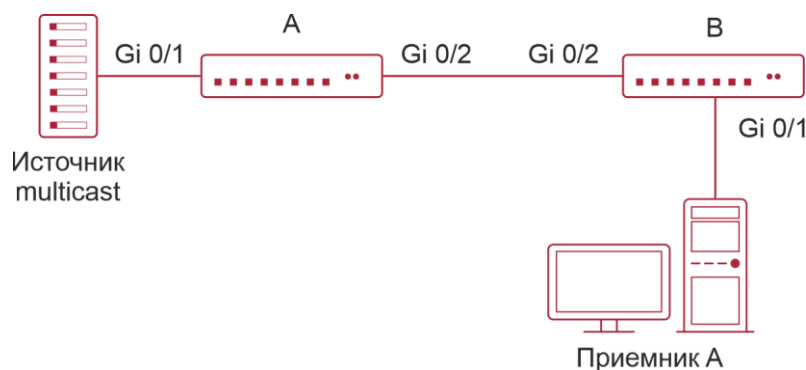 A
B
Gi 0/1
Gi 0/2
Gi 0/2
Gi 0/1
Источник
multicast
Приемник А